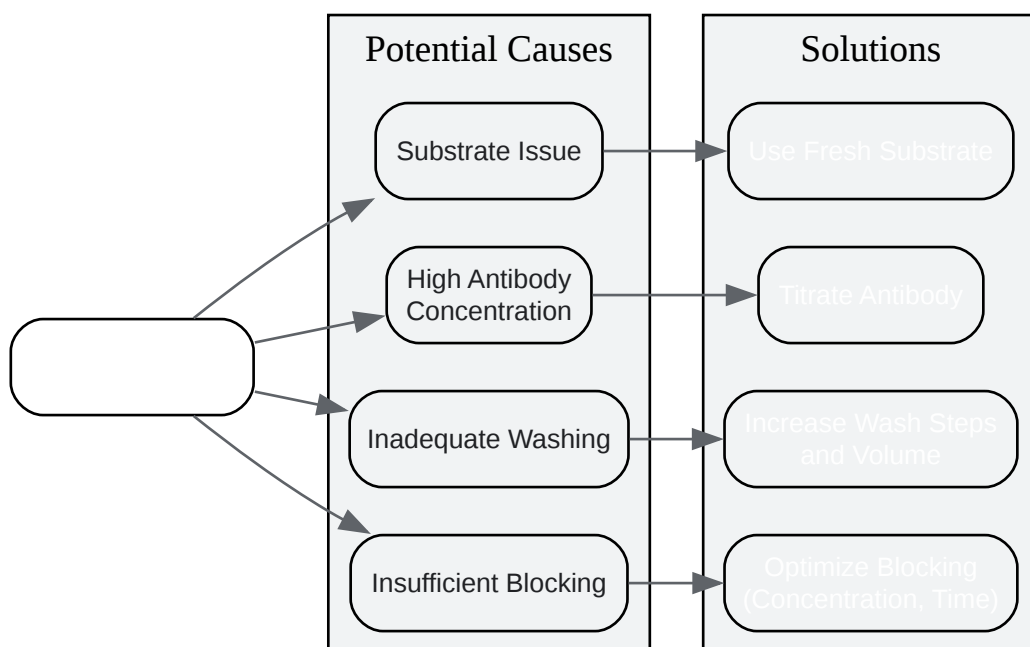 Potential Causes
Solutions
Substrate Issue
Use Fresh Substrate
High Antibody
Concentration
Titrate Antibody
Inadequate Washing
Increase Wash Steps
and Volume
Insufficient Blocking
Optimize Blocking
(Concentration, Time)